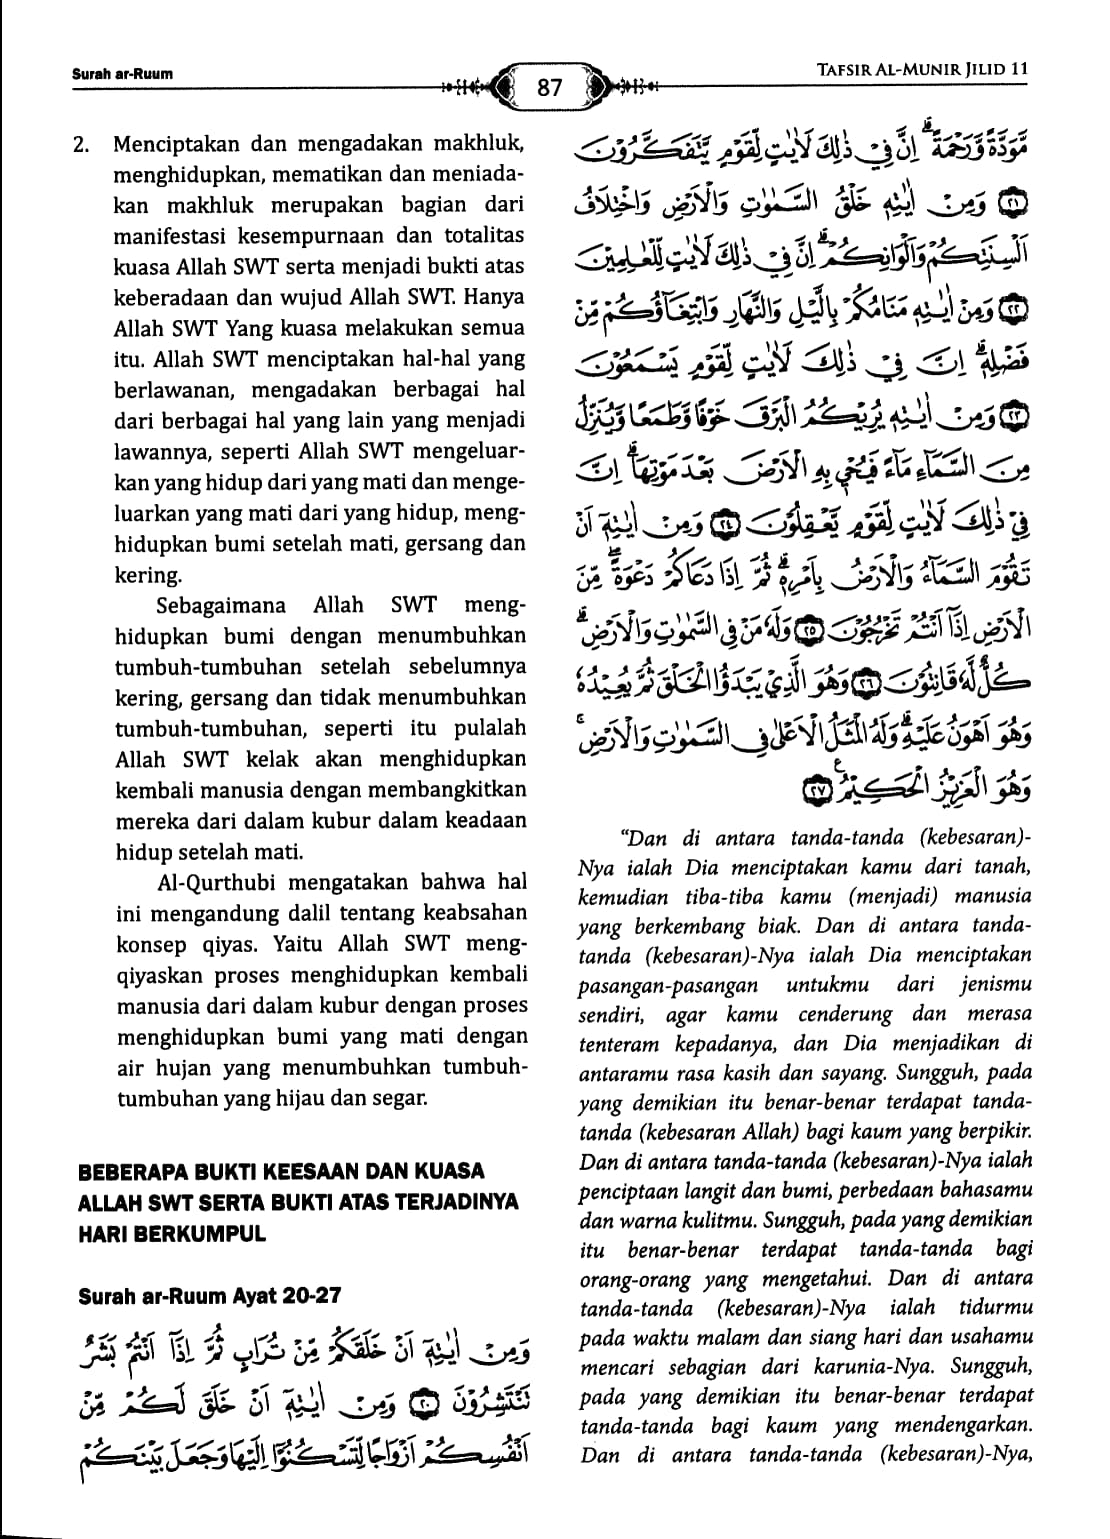 Surah ar-Ruum
87
TAFSIR AL-MUNIR JILID 11
2. Menciptakan dan mengadakan makhluk,
menghidupkan, mematikan dan meniada-
kan makhluk merupakan bagian dari
manifestasi kesempurnaan dan totalitas
kuasa Allah SWT serta menjadi bukti atas
keberadaan dan wujud Allah SWT. Hanya
Allah SWT Yang kuasa melakukan semua
itu. Allah SWT menciptakan hal-hal yang
berlawanan, mengadakan berbagai hal
dari berbagai hal yang lain yang menjadi
lawannya, seperti Allah SWT mengeluar-
kan yang hidup dari yang mati dan menge-
luarkan yang mati dari yang hidup, meng-
hidupkan bumi setelah mati, gersang dan
kering.
Sebagaimana Allah SWT meng-
hidupkan bumi dengan menumbuhkan
tumbuh-tumbuhan setelah sebelumnya
kering, gersang dan tidak menumbuhkan
tumbuh-tumbuhan, seperti itu pulalah
Allah SWT kelak akan menghidupkan
kembali manusia dengan membangkitkan
mereka dari dalam kubur dalam keadaan
hidup setelah mati.
Al-Qurthubi mengatakan bahwa hal
ini mengandung dalil tentang keabsahan
konsep qiyas. Yaitu Allah SWT meng-
qiyaskan proses menghidupkan kembali
manusia dari dalam kubur dengan proses
menghidupkan bumi yang mati dengan
air hujan yang menumbuhkan tumbuh-
tumbuhan yang hijau dan segar.
BEBERAPA BUKTI KEESAAN DAN KUASA
ALLAH SWT SERTA BUKTI ATAS TERJADINYA
HARI BERKUMPUL
Surah ar-Ruum Ayat 20-27
وَمِنْ اٰيٰتِهٖٓ اَنْ خَلَقَكُمْ مِّنْ تُرَابٍ ثُمَّ اِذَآ اَنْتُمْ بَشَرٌ
تَنْتَشِرُوْنَ ﴿٢٠﴾ وَمِنْ اٰيٰتِهٖٓ اَنْ خَلَقَ لَكُمْ مِّنْ
اَنْفُسِكُمْ اَزْوَاجًا لِّتَسْكُنُوْٓا اِلَيْهَا وَجَعَلَ بَيْنَكُمْ
مَّوَدَّةً وَّرَحْمَةً ۗ اِنَّ فِيْ ذٰلِكَ لَاٰيٰتٍ لِّقَوْمٍ يَّتَفَكَّرُوْنَ
﴿٢١﴾ وَمِنْ اٰيٰتِهٖ خَلْقُ السَّمٰوٰتِ وَالْاَرْضِ وَاخْتِلَافُ
اَلْسِنَتِكُمْ وَاَلْوَانِكُمْ ۗ اِنَّ فِيْ ذٰلِكَ لَاٰيٰتٍ لِّلْعٰلِمِيْنَ
﴿٢٢﴾ وَمِنْ اٰيٰتِهٖ مَنَامُكُمْ بِالَّيْلِ وَالنَّهَارِ وَابْتِغَاۤؤُكُمْ مِّنْ
فَضْلِهٖ ۗ اِنَّ فِيْ ذٰلِكَ لَاٰيٰتٍ لِّقَوْمٍ يَّسْمَعُوْنَ
﴿٢٣﴾ وَمِنْ اٰيٰتِهٖ يُرِيْكُمُ الْبَرْقَ خَوْفًا وَّطَمَعًا وَّيُنَزِّلُ
مِنَ السَّمَاۤءِ مَاۤءً فَيُحْيٖ بِهِ الْاَرْضَ بَعْدَ مَوْتِهَا ۗ اِنَّ
فِيْ ذٰلِكَ لَاٰيٰتٍ لِّقَوْمٍ يَّعْقِلُوْنَ ﴿٢٤﴾ وَمِنْ اٰيٰتِهٖٓ اَنْ
تَقُوْمَ السَّمَاۤءُ وَالْاَرْضُ بِاَمْرِهٖ ۗ ثُمَّ اِذَا دَعَاكُمْ دَعْوَةً ۖ مِّنَ
الْاَرْضِ اِذَآ اَنْتُمْ تَخْرُجُوْنَ ﴿٢٥﴾ وَلَهٗ مَنْ فِى السَّمٰوٰتِ وَالْاَرْضِ ۗ
كُلٌّ لَّهٗ قَانِتُوْنَ ﴿٢٦﴾ وَهُوَ الَّذِيْ يَبْدَؤُا الْخَلْقَ ثُمَّ يُعِيْدُهٗ
وَهُوَ اَهْوَنُ عَلَيْهِ ۗ وَلَهُ الْمَثَلُ الْاَعْلٰى فِى السَّمٰوٰتِ وَالْاَرْضِ ۚ
وَهُوَ الْعَزِيْزُ الْحَكِيْمُ ࣖ ﴿٢٧﴾
“Dan di antara tanda-tanda (kebesaran)-
Nya ialah Dia menciptakan kamu dari tanah,
kemudian tiba-tiba kamu (menjadi) manusia
yang berkembang biak. Dan di antara tanda-
tanda (kebesaran)-Nya ialah Dia menciptakan
pasangan-pasangan untukmu dari jenismu
sendiri, agar kamu cenderung dan merasa
tenteram kepadanya, dan Dia menjadikan di
antaramu rasa kasih dan sayang. Sungguh, pada
yang demikian itu benar-benar terdapat tanda-
tanda (kebesaran Allah) bagi kaum yang berpikir.
Dan di antara tanda-tanda (kebesaran)-Nya ialah
penciptaan langit dan bumi, perbedaan bahasamu
dan warna kulitmu. Sungguh, pada yang demikian
itu benar-benar terdapat tanda-tanda bagi
orang-orang yang mengetahui. Dan di antara
tanda-tanda (kebesaran)-Nya ialah tidurmu
pada waktu malam dan siang hari dan usahamu
mencari sebagian dari karunia-Nya. Sungguh,
pada yang demikian itu benar-benar terdapat
tanda-tanda bagi kaum yang mendengarkan.
Dan di antara tanda-tanda (kebesaran)-Nya,